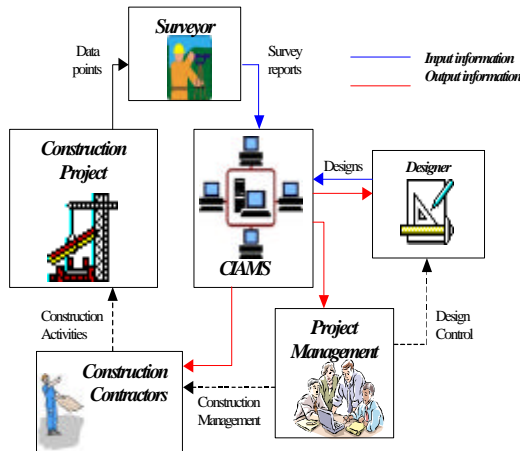 Surveyor
Data
points
Survey
reports
Input information
Output information
Construction
Project
CIAMS
Designs
Designer
Construction
Activities
Project
Management
Design
Control
Construction
Contractors
Construction
Management